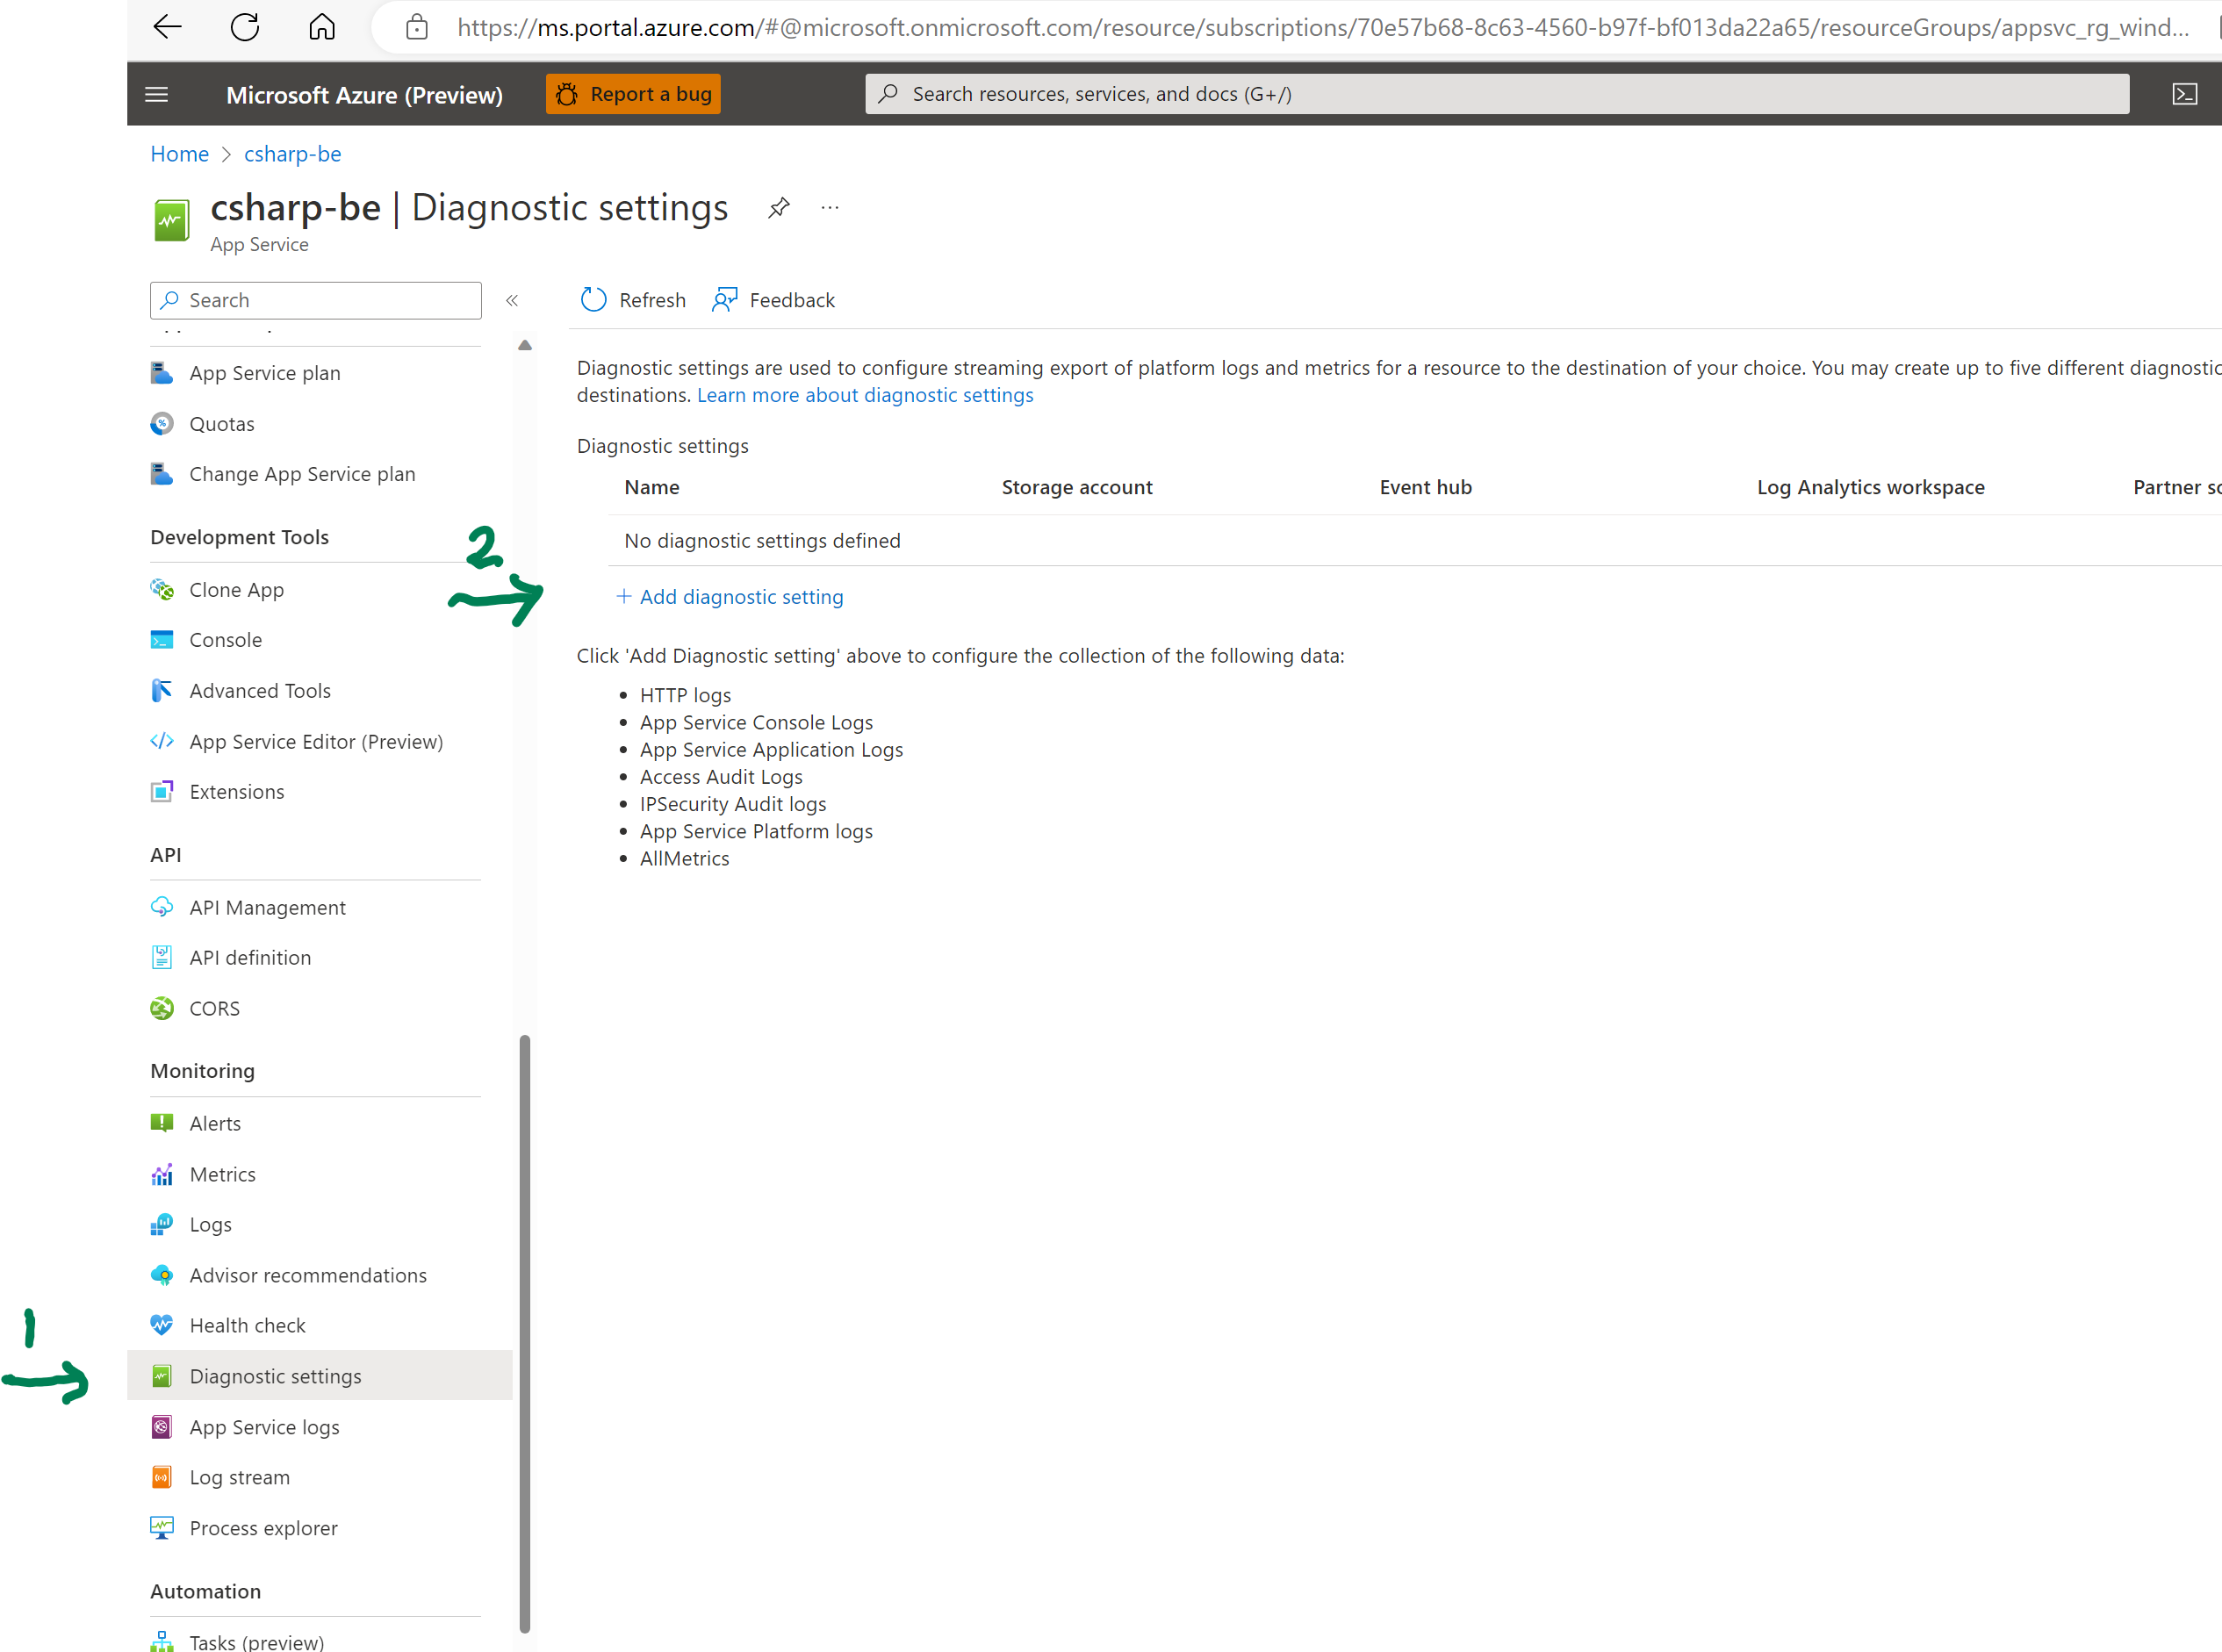 https://ms.portal.azure.com/#@microsoft.onmicrosoft.com/resource/subscriptions/70e57b68-8c63-4560-b97f-bf013da22a65/resourceGroups/appsvc_rg_wind...
Microsoft Azure (Preview)
Report a bug
Search resources, services, and docs (G+/)
Home > csharp-be
csharp-be | Diagnostic settings
...
App Service
Search
«
Refresh
Feedback
App Service plan
Quotas
Change App Service plan
Development Tools
Clone App
Console
Advanced Tools
App Service Editor (Preview)
Extensions
API
API Management
API definition
CORS
Monitoring
Alerts
Metrics
Logs
Advisor recommendations
1
Health check
Diagnostic settings
App Service logs
Log stream
Process explorer
Automation
Tasks (preview)
Diagnostic settings are used to configure streaming export of platform logs and metrics for a resource to the destination of your choice. You may create up to five different diagnostic
destinations. Learn more about diagnostic settings
Diagnostic settings
Name Storage account Event hub Log Analytics workspace Partner
No diagnostic settings defined
2
+ Add diagnostic setting
Click 'Add Diagnostic setting' above to configure the collection of the following data:
• HTTP logs
• App Service Console Logs
• App Service Application Logs
• Access Audit Logs
• IPSecurity Audit logs
• App Service Platform logs
• AllMetrics